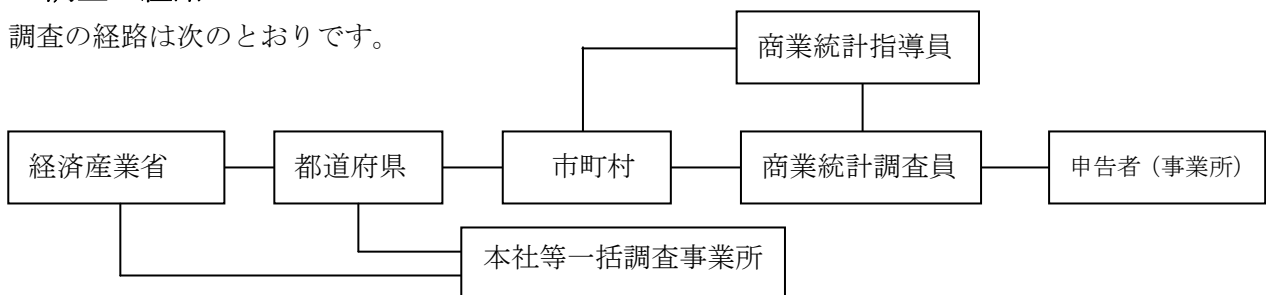 調査の経路は次のとおりです。
商業統計指導員
経済産業省
都道府県
市町村
商業統計調査員
申告者（事業所）
本社等一括調査事業所